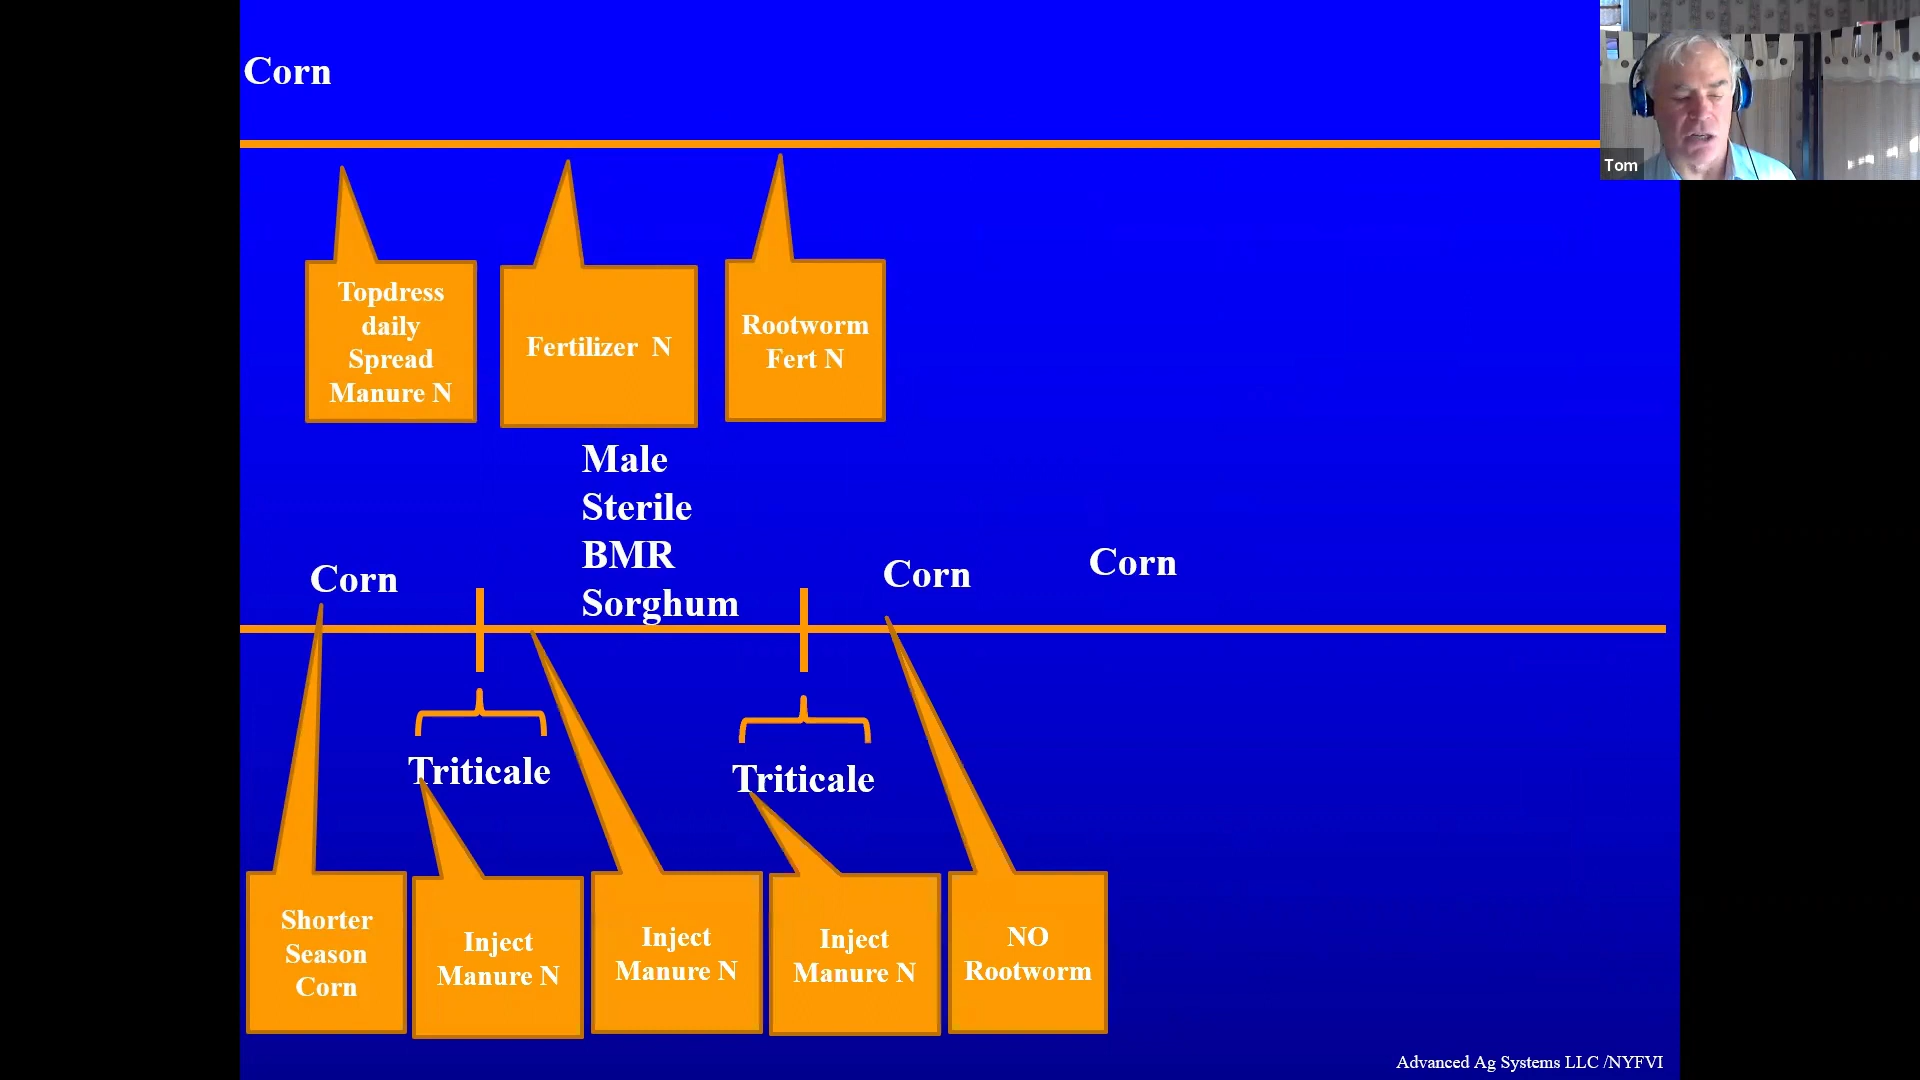 Corn
Tom
Topdress
daily
Spread
Manure N
Fertilizer N
Rootworm
Fert N
Male
Sterile
BMR
Sorghum
Corn
Corn
Corn
Triticale
Triticale
Shorter
Season
Corn
Inject
Manure N
Inject
Manure N
Inject
Manure N
NO
Rootworm
Advanced Ag Systems LLC /NYFVI